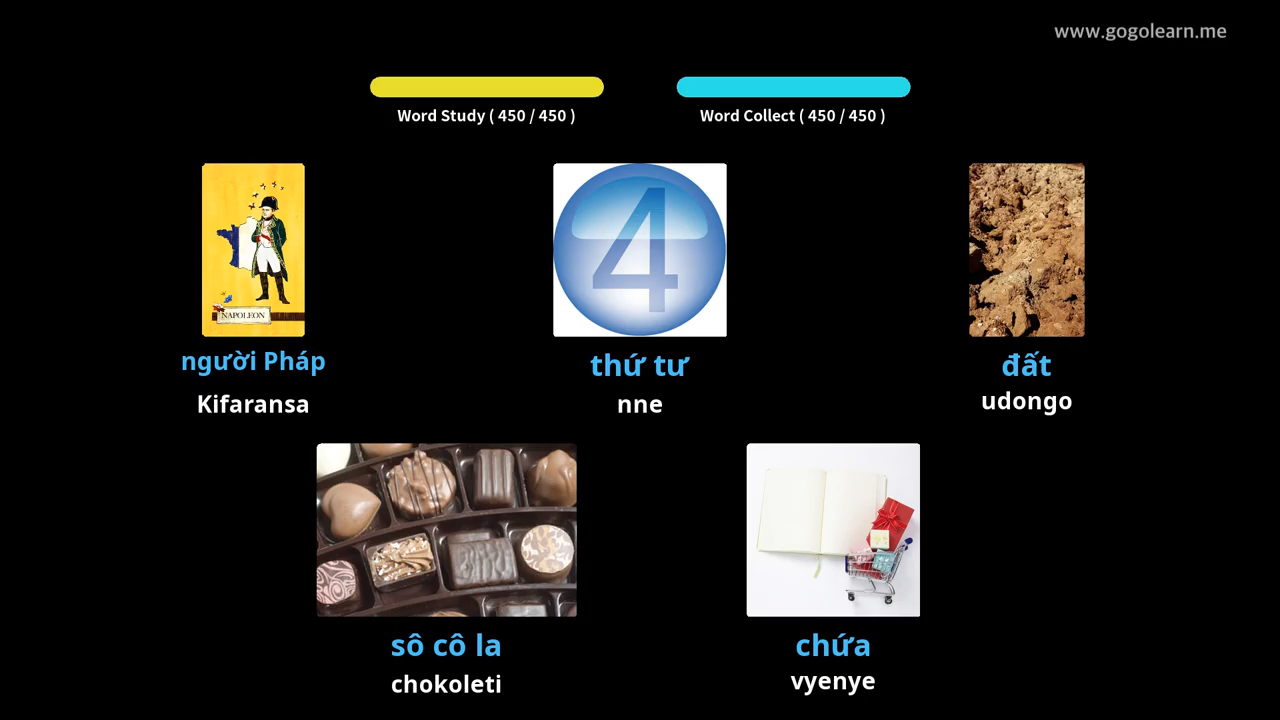 www.gogolearn.me
Word Study ( 450 / 450 )
Word Collect ( 450 / 450 )
NAPOLEON
4
người Pháp
thứ tư
đất
Kifaransa
nne
udongo
sô cô la
chứa
chokoleti
vyenye